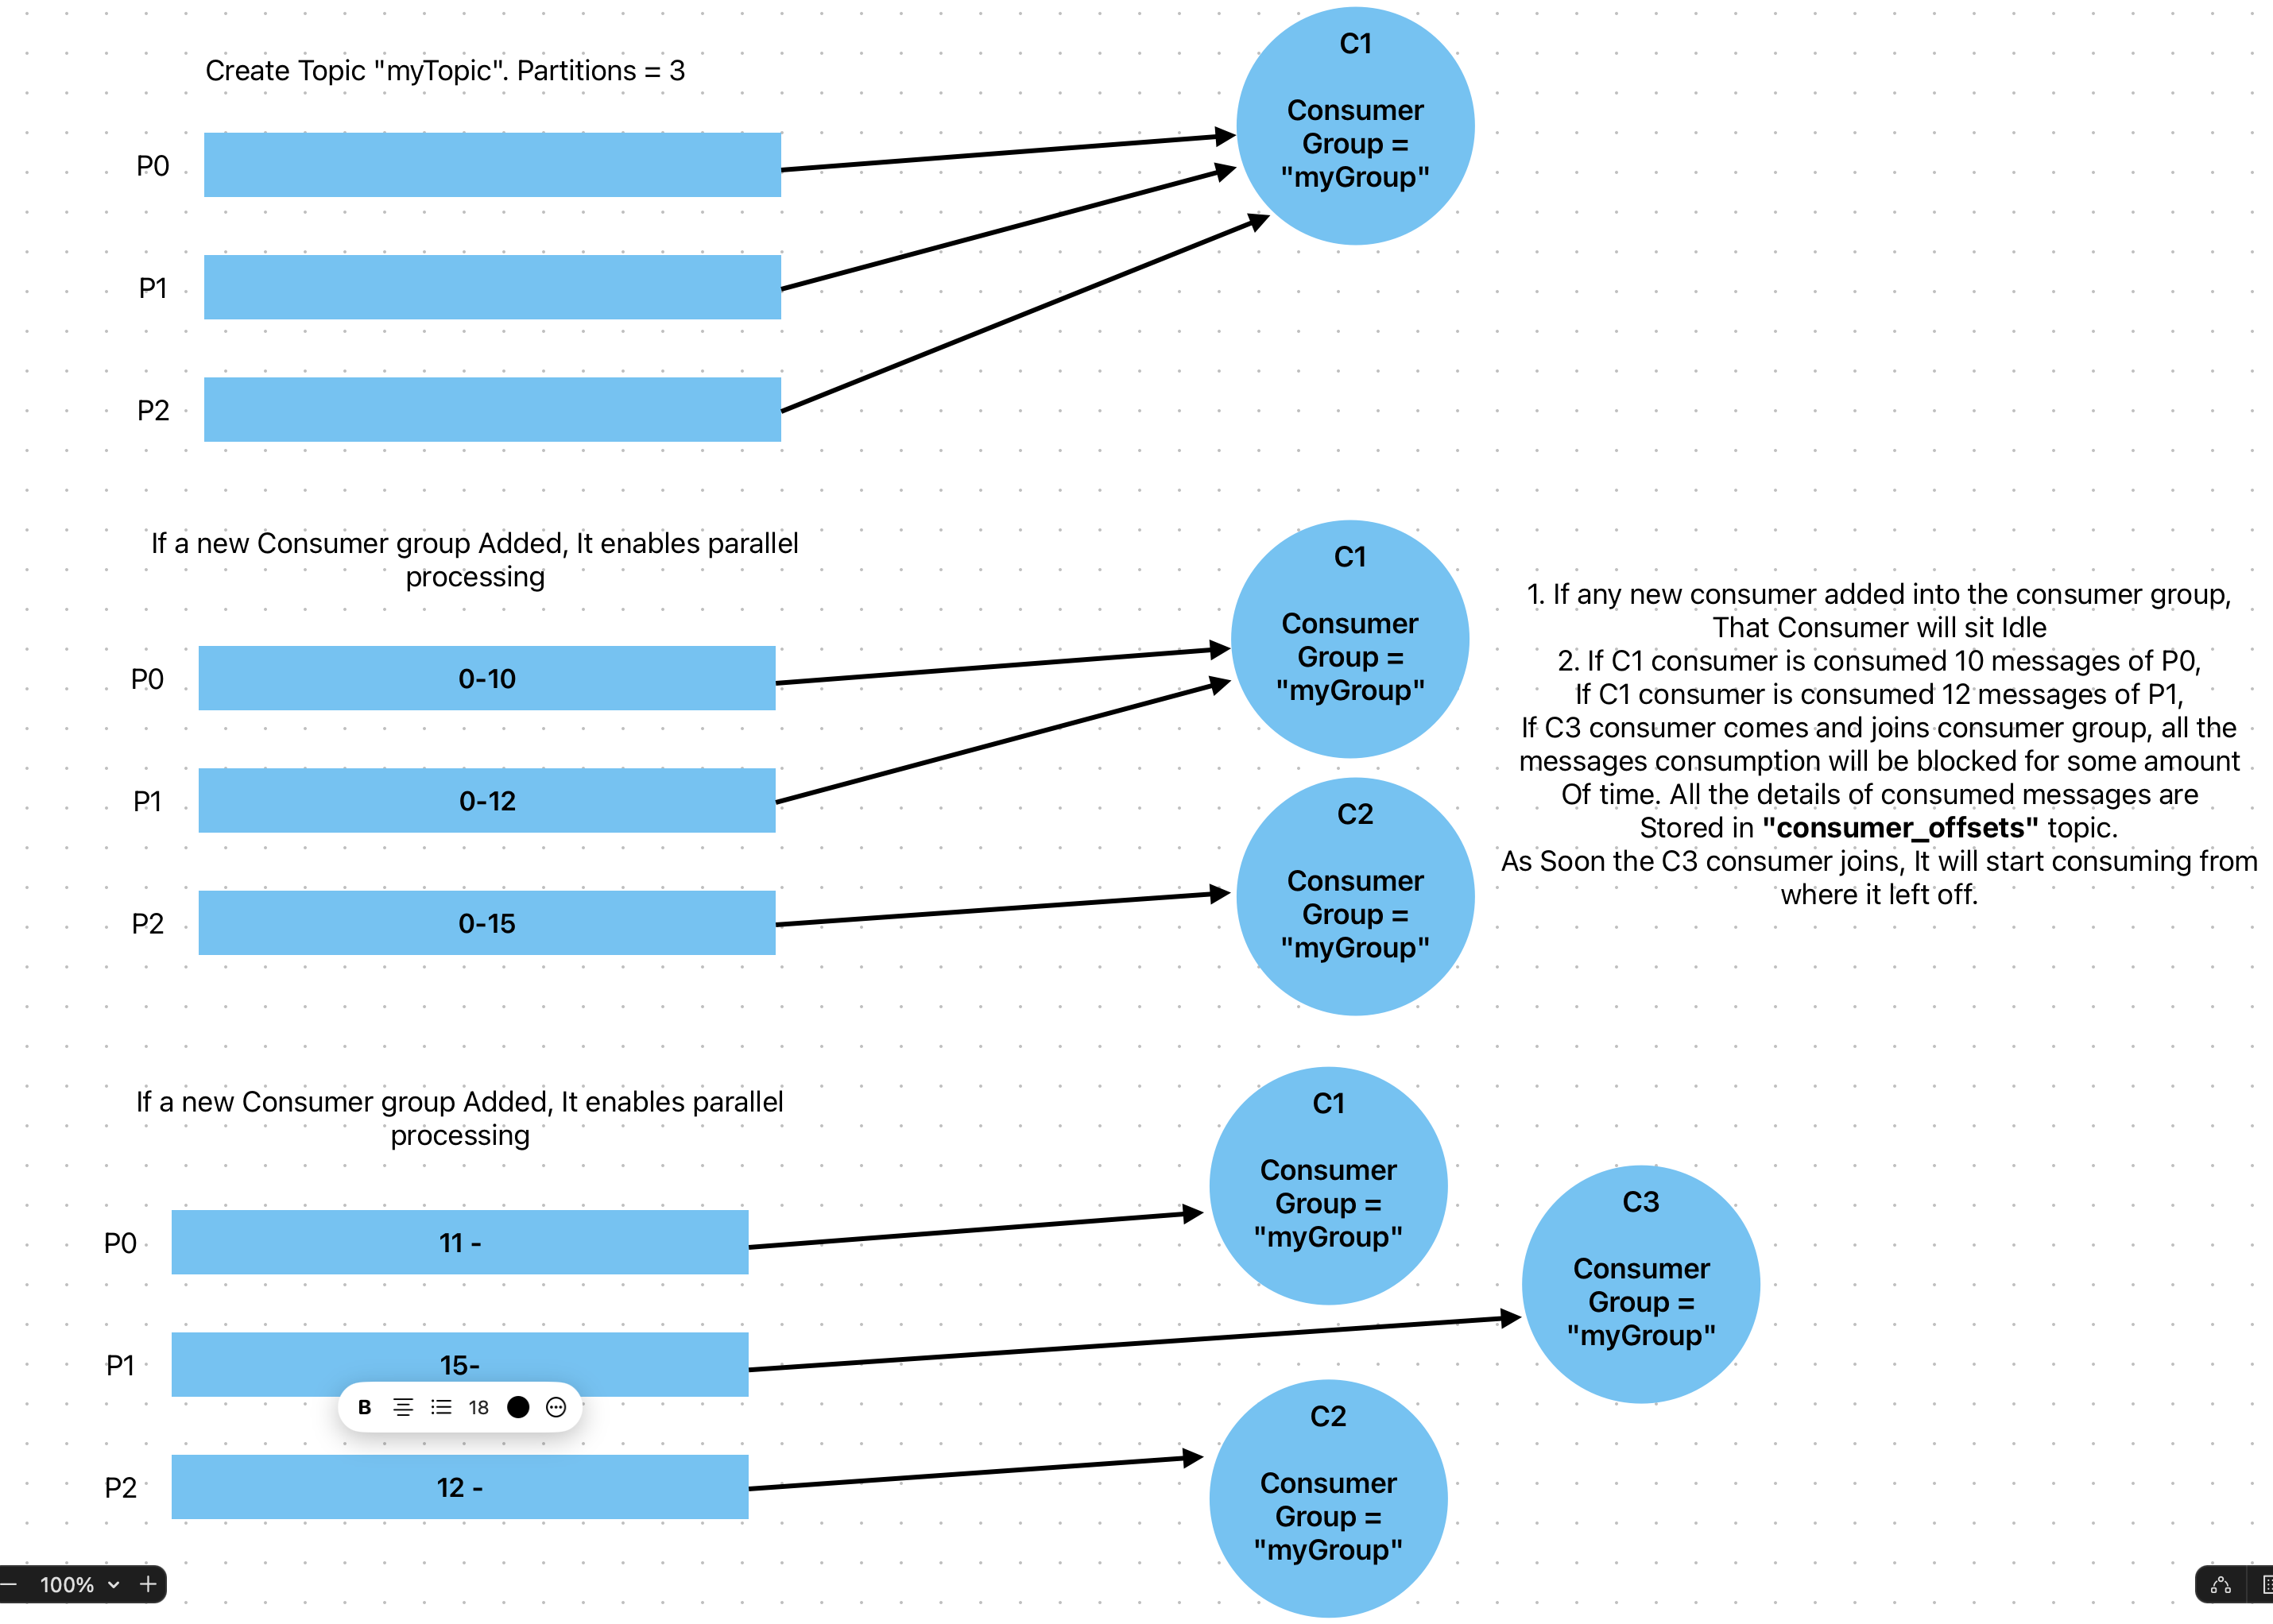 Create Topic "myTopic". Partitions = 3
P0
P1
P2
C1
Consumer
Group =
"myGroup"
If a new Consumer group Added, It enables parallel
processing
P0
0-10
P1
0-12
P2
0-15
C1
Consumer
Group =
"myGroup"
C2
Consumer
Group =
"myGroup"
1. If any new consumer added into the consumer group,
That Consumer will sit Idle
2. If C1 consumer is consumed 10 messages of P0,
If C1 consumer is consumed 12 messages of P1,
If C3 consumer comes and joins consumer group, all the
messages consumption will be blocked for some amount
Of time. All the details of consumed messages are
Stored in "consumer_offsets" topic.
As Soon the C3 consumer joins, It will start consuming from
where it left off.
If a new Consumer group Added, It enables parallel
processing
P0
11 -
P1
15-
P2
12 -
C1
Consumer
Group =
"myGroup"
C3
Consumer
Group =
"myGroup"
C2
Consumer
Group =
"myGroup"
B
18
100%